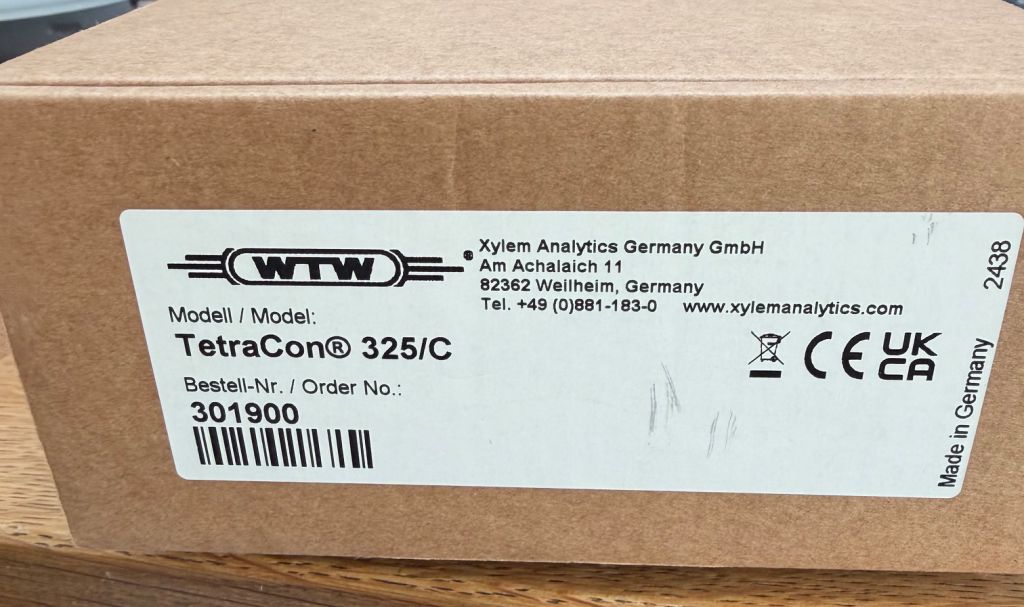 WTW®
Xylem Analytics Germany GmbH
Am Achalaich 11
82362 Weilheim, Germany
Tel. +49 (0)881-183-0 www.xylemanalytics.com
Modell / Model:
TetraCon® 325/C
Bestell-Nr. / Order No.:
301900
CE UK CA
Made in Germany
2438